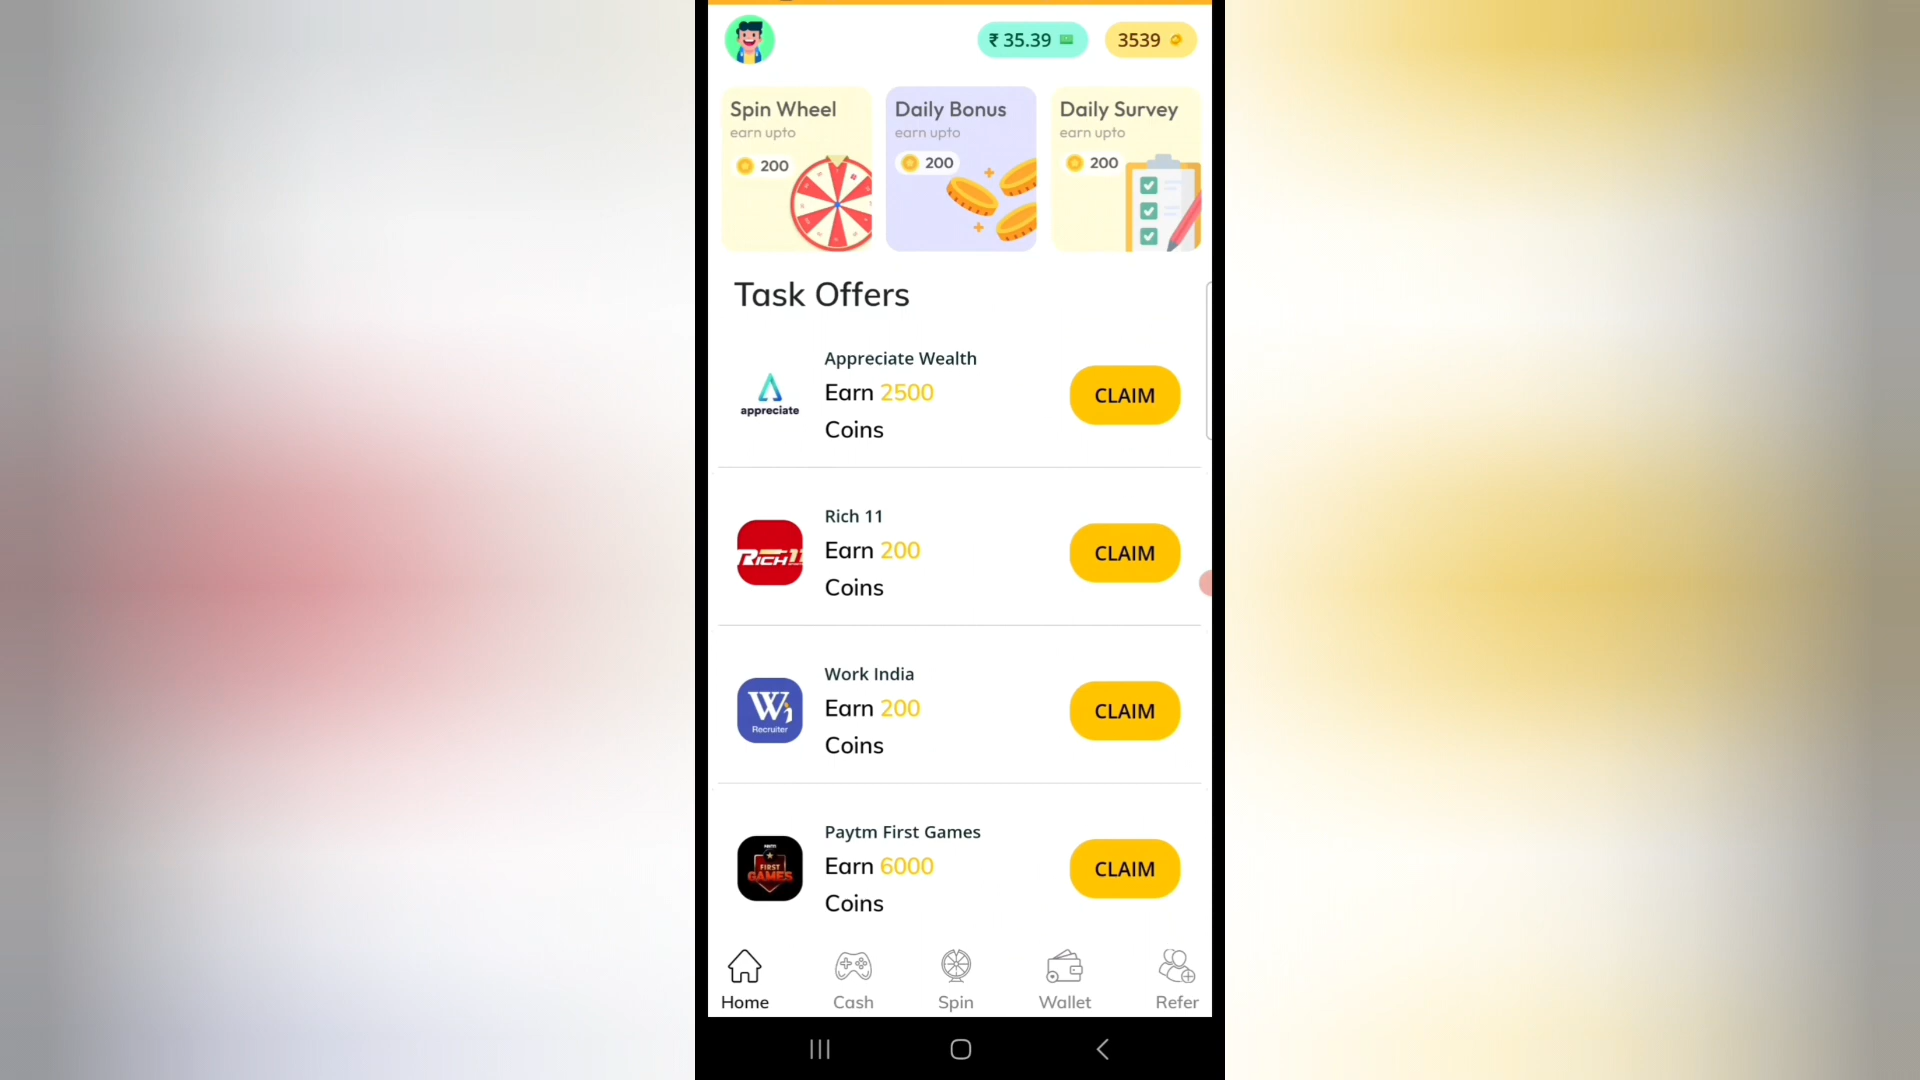 ₹ 35.39
3539
Spin Wheel
earn upto
200
Daily Bonus
earn upto
200
Daily Survey
earn upto
200
Task Offers
Appreciate Wealth
Earn 2500
Coins
CLAIM
appreciate
Rich 11
Earn 200
Coins
CLAIM
RICH11
Work India
Earn 200
Coins
CLAIM
W1
Recruiter
Paytm First Games
Earn 6000
Coins
CLAIM
FIRST
GAMES
Home
Cash
Spin
Wallet
Refer